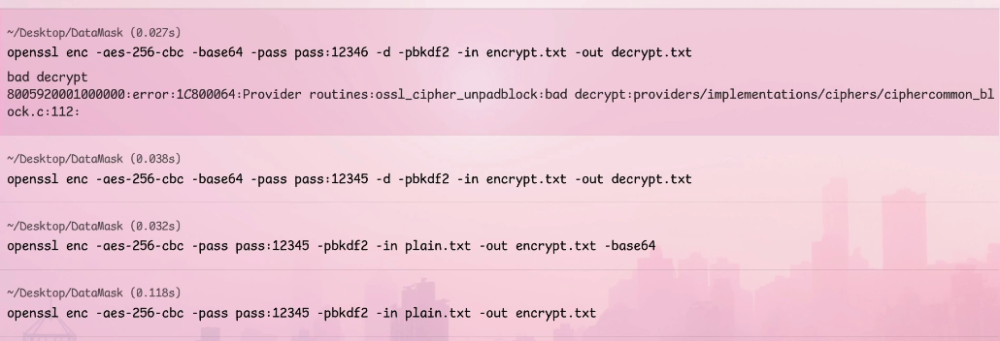 ~/Desktop/DataMask (0.027s)
openssl enc -aes-256-cbc -base64 -pass pass:12346 -d -pbkdf2 -in encrypt.txt -out decrypt.txt
bad decrypt
8005920001000000:error:1C800064:Provider routines:ossl_cipher_unpadblock:bad decrypt:providers/implementations/ciphers/ciphercommon_bl
ock.c:112:
~/Desktop/DataMask (0.038s)
openssl enc -aes-256-cbc -base64 -pass pass:12345 -d -pbkdf2 -in encrypt.txt -out decrypt.txt
~/Desktop/DataMask (0.032s)
openssl enc -aes-256-cbc -pass pass:12345 -pbkdf2 -in plain.txt -out encrypt.txt -base64
~/Desktop/DataMask (0.118s)
openssl enc -aes-256-cbc -pass pass:12345 -pbkdf2 -in plain.txt -out encrypt.txt